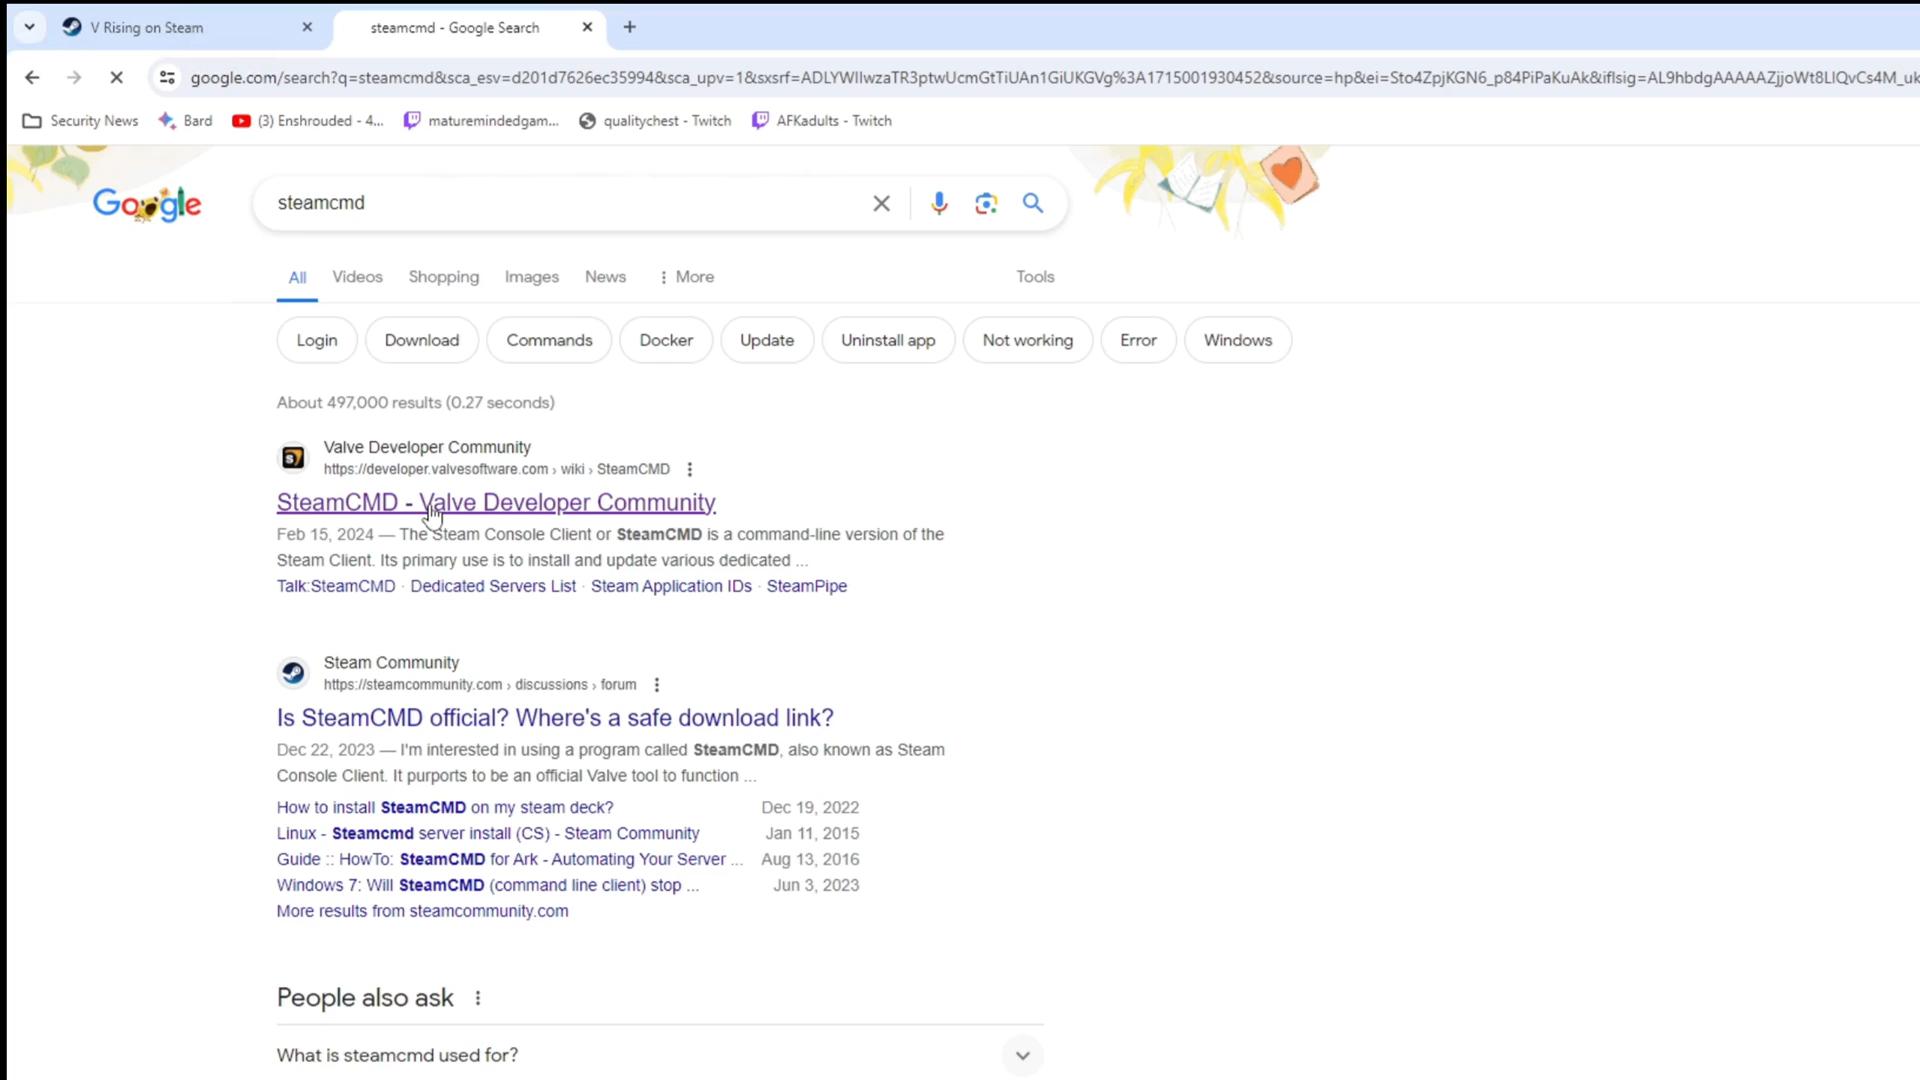 V Rising on Steam
steamcmd - Google Search
google.com/search?q=steamcmd&sca_esv=d201d7626ec35994&sca_upv=1&sxsrf=ADLYWIIwzaTR3ptwUcmGtTiUAn1GiUKGVg%3A1715001930452&source=hp&ei=Sto4ZpjKGN6_p84PiPaKuAk&iflsig=AL9hbdgAAAAAZjjoWt8LIQvCs4M_uk
Security News
Bard
(3) Enshrouded - 4...
maturemindedgam...
qualitychest - Twitch
AFKadults - Twitch
Google
steamcmd
All
Videos
Shopping
Images
News
More
Tools
Login
Download
Commands
Docker
Update
Uninstall app
Not working
Error
Windows
About 497,000 results (0.27 seconds)
Valve Developer Community
https://developer.valvesoftware.com › wiki › SteamCMD
SteamCMD - Valve Developer Community
Feb 15, 2024 — The Steam Console Client or SteamCMD is a command-line version of the
Steam Client. Its primary use is to install and update various dedicated ...
Talk:SteamCMD · Dedicated Servers List · Steam Application IDs · SteamPipe
Steam Community
https://steamcommunity.com › discussions › forum
Is SteamCMD official? Where's a safe download link?
Dec 22, 2023 — I'm interested in using a program called SteamCMD, also known as Steam
Console Client. It purports to be an official Valve tool to function ...
How to install SteamCMD on my steam deck? Dec 19, 2022
Linux - Steamcmd server install (CS) - Steam Community Jan 11, 2015
Guide :: HowTo: SteamCMD for Ark - Automating Your Server ... Aug 13, 2016
Windows 7: Will SteamCMD (command line client) stop ... Jun 3, 2023
More results from steamcommunity.com
People also ask
What is steamcmd used for?